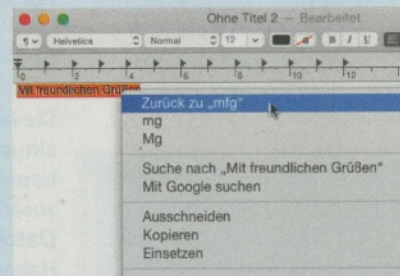 Ohne Titel 2 — Bearbeitet
¶ Helvetica Normal 12 a B I U
0 2 4 6 8 10 12
Mit freundlichen Grüßen
Zurück zu „mfg“
mg
Mg
Suche nach „Mit freundlichen Grüßen“
Mit Google suchen
Ausschneiden
Kopieren
Einsetzen